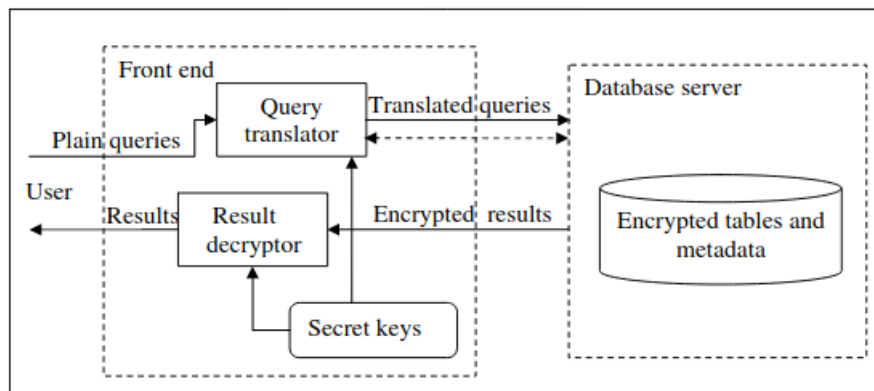 Front end
Query
translator
Translated queries
Database server
Plain queries
User
Results
Result
decryptor
Encrypted results
Encrypted tables and
metadata
Secret keys